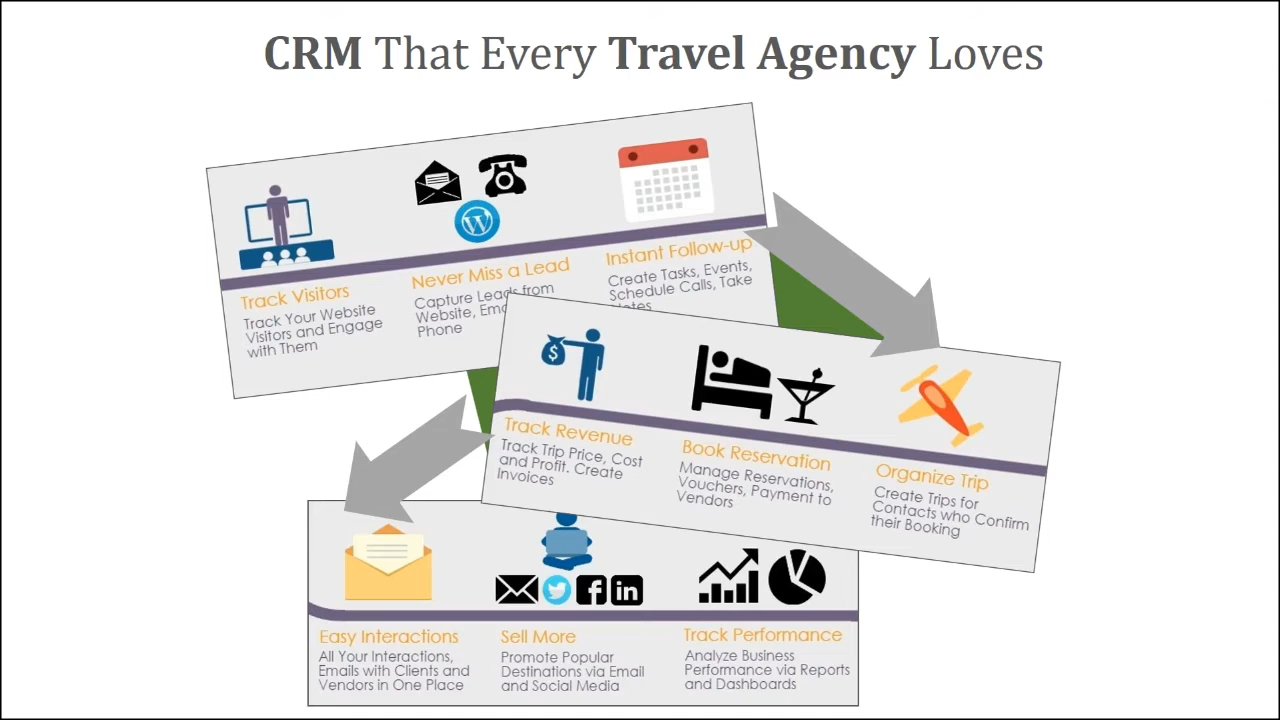 CRM That Every Travel Agency Loves
Track Visitors
Track Your Website
Visitors and Engage
with Them
Never Miss a Lead
Capture Leads from
Website,
Phone
Instant Follow-up
Create Tasks, Events,
Schedule Calls, Take
Track Revenue
Track Trip Price, Cost
and Profit. Create
Invoices
Book Reservation
Manage Reservations,
Vouchers, Payment to
Vendors
Organize Trip
Create Trips for
Contacts who Confirm
their Booking
Easy Interactions
All Your Interactions,
Emails with Clients and
Vendors in One Place
Sell More
Promote Popular
Destinations via Email
and Social Media
Track Performance
Analyze Business
Performance via Reports
and Dashboards